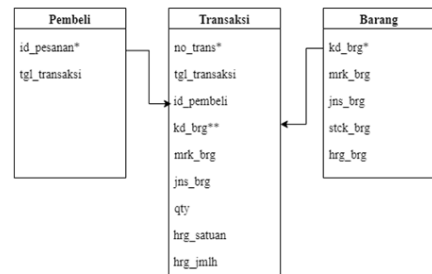 Pembeli
id_pesanan*
tgl_transaksi
Transaksi
no_trans*
tgl_transaksi
id_pembeli
kd_brg**
mrk_brg
jns_brg
qty
hrg_satuan
hrg_jmlh
Barang
kd_brg*
mrk_brg
jns_brg
stck_brg
hrg_brg